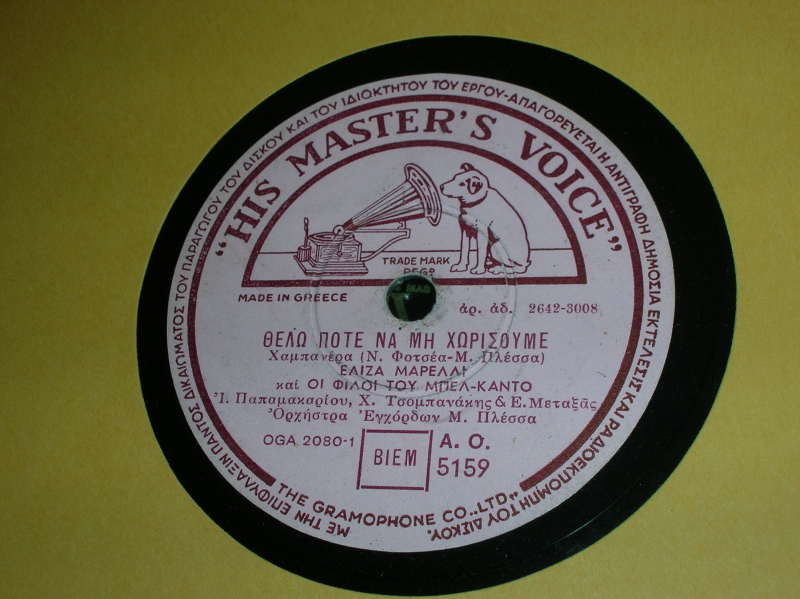 ΜΕ ΤΗΝ ΕΠΙΦΥΛΑΞΙΝ ΠΑΝΤΟΣ ΔΙΚΑΙΩΜΑΤΟΣ ΤΟΥ ΠΑΡΑΓΩΓΟΥ ΤΟΥ ΔΙΣΚΟΥ ΚΑΙ ΤΟΥ ΙΔΙΟΚΤΗΤΟΥ ΤΟΥ ΕΡΓΟΥ-ΑΠΑΓΟΡΕΥΕΤΑΙ Η ΑΝΤΙΓΡΑΦΗ ΔΗΜΟΣΙΑ ΕΚΤΕΛΕΣΙΣ ΚΑΙ ΡΑΔΙΟΕΚΠΟΜΠΗ ΤΟΥ ΔΙΣΚΟΥ.
"HIS MASTER'S VOICE"
TRADE MARK
REGR
MADE IN GREECE
ἀρ. ἀδ. 2642-3008
ΘΕΛΩ ΠΟΤΕ ΝΑ ΜΗ ΧΩΡΙΣΟΥΜΕ
Χαμπανέρα (Ν. Φοτσέα-Μ. Πλέσσα)
ΕΛΙΖΑ ΜΑΡΕΛΛΙ
καὶ ΟΙ ΦΙΛΟΙ ΤΟΥ ΜΠΕΛ-ΚΑΝΤΟ
Ἰ. Παπαμακαρίου, Χ. Τσομπανάκης & Ε. Μεταξᾶς
Ὀρχήστρα Ἐγχόρδων Μ. Πλέσσα
OGA 2080-1
BIEM
A. O.
5159
THE GRAMOPHONE CO., LTD"